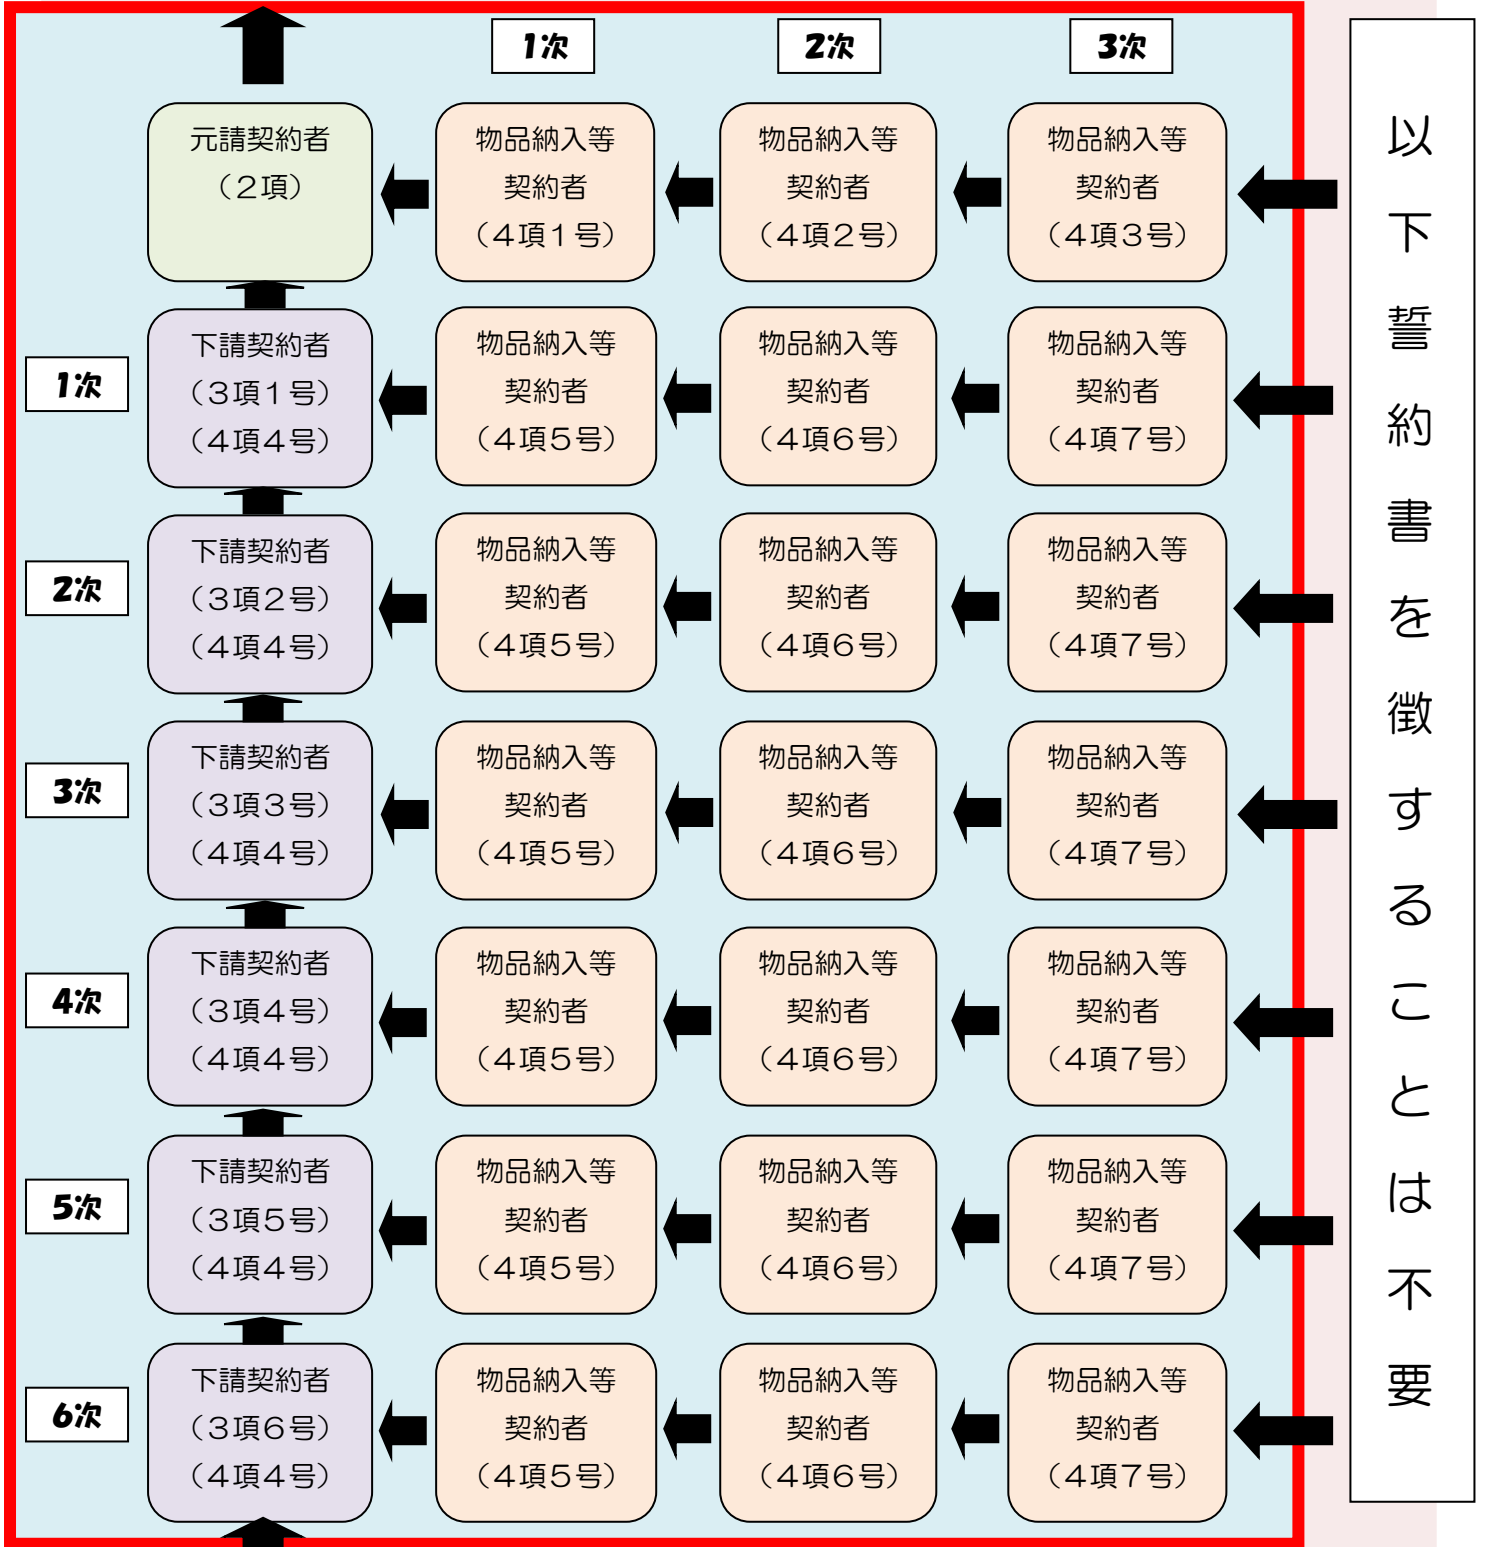 1次
2次
3次
元請契約者
（２項）
物品納入等
契約者
（４項１号）
物品納入等
契約者
（４項２号）
物品納入等
契約者
（４項３号）
1次
下請契約者
（３項１号）
（４項４号）
物品納入等
契約者
（４項５号）
物品納入等
契約者
（４項６号）
物品納入等
契約者
（４項７号）
2次
下請契約者
（３項２号）
（４項４号）
物品納入等
契約者
（４項５号）
物品納入等
契約者
（４項６号）
物品納入等
契約者
（４項７号）
3次
下請契約者
（３項３号）
（４項４号）
物品納入等
契約者
（４項５号）
物品納入等
契約者
（４項６号）
物品納入等
契約者
（４項７号）
4次
下請契約者
（３項４号）
（４項４号）
物品納入等
契約者
（４項５号）
物品納入等
契約者
（４項６号）
物品納入等
契約者
（４項７号）
5次
下請契約者
（３項５号）
（４項４号）
物品納入等
契約者
（４項５号）
物品納入等
契約者
（４項６号）
物品納入等
契約者
（４項７号）
6次
下請契約者
（３項６号）
（４項４号）
物品納入等
契約者
（４項５号）
物品納入等
契約者
（４項６号）
物品納入等
契約者
（４項７号）
以下誓約書を徴することは不要